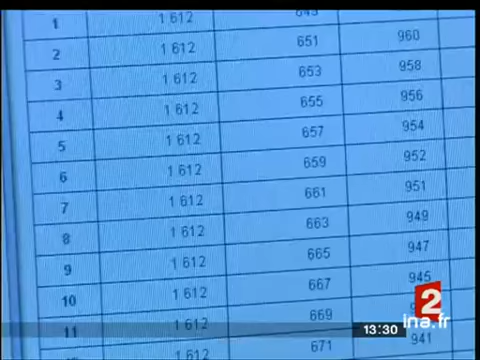 1 1 612
2 1 612 651 960
3 1 612 653 958
4 1 612 655 956
5 1 612 657 954
6 1 612 659 952
7 1 612 661 951
8 1 612 663 949
9 1 612 665 947
10 1 612 667 945
11 1 612 669
1 612 671 941
2
13:30 ina.fr